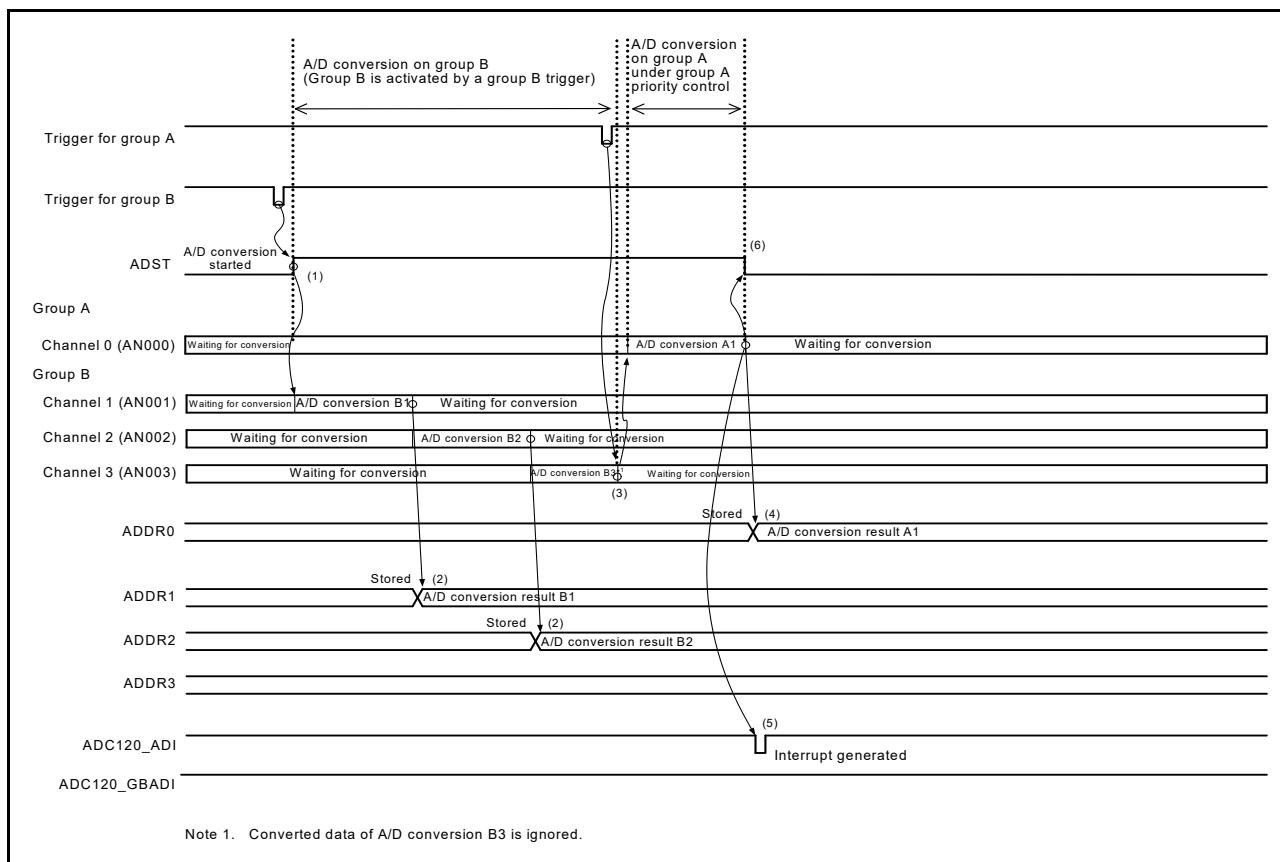 A/D conversion on group B
(Group B is activated by a group B trigger)
A/D conversion
on group A
under group A
priority control
Trigger for group A
Trigger for group B
A/D conversion
started
ADST
(1)
(6)
Group A
Channel 0 (AN000)
Waiting for conversion
A/D conversion A1
Waiting for conversion
Group B
Channel 1 (AN001)
Waiting for conversion
A/D conversion B1
Waiting for conversion
Channel 2 (AN002)
Waiting for conversion
A/D conversion B2
Waiting for conversion
Channel 3 (AN003)
Waiting for conversion
A/D conversion B3*1
Waiting for conversion
(3)
ADDR0
Stored
(4)
A/D conversion result A1
ADDR1
Stored
(2)
A/D conversion result B1
ADDR2
Stored
(2)
A/D conversion result B2
ADDR3
ADC120_ADI
(5)
Interrupt generated
ADC120_GBADI
Note 1. Converted data of A/D conversion B3 is ignored.